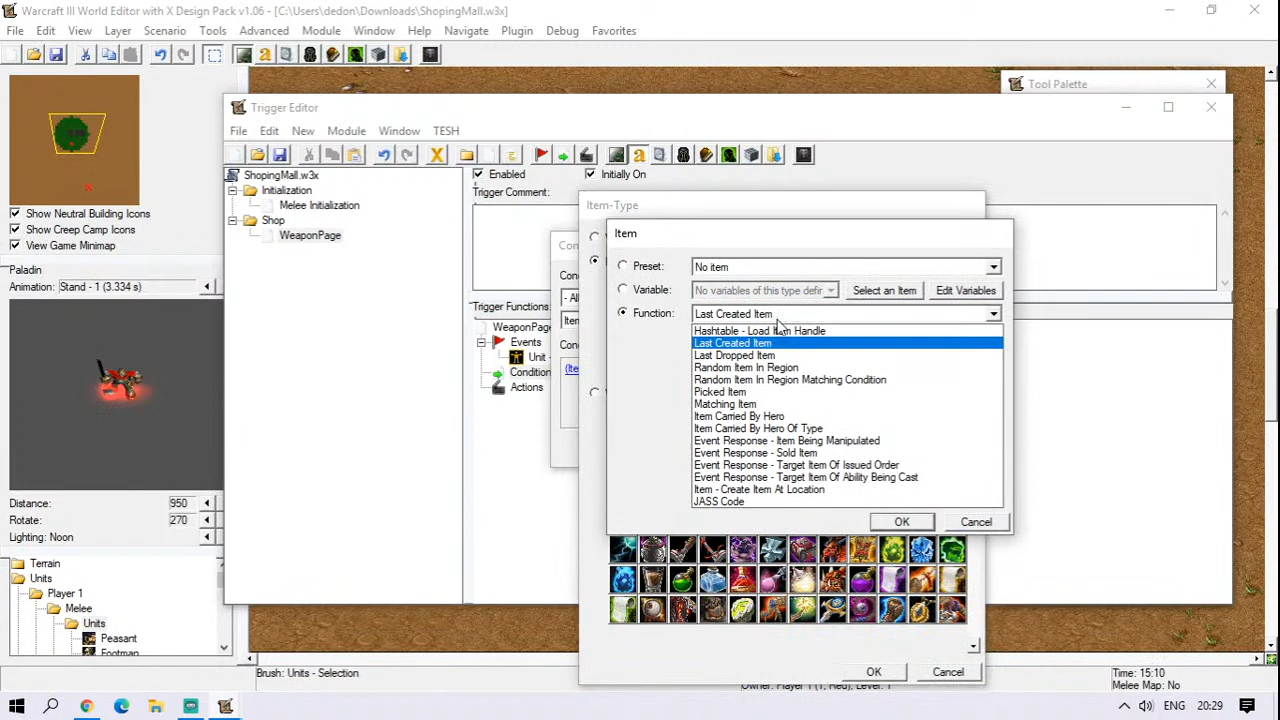 Warcraft III World Editor with X Design Pack v1.06 - [C:\Users\dedon\Downloads\ShopingMall.w3x]
File Edit View Layer Scenario Tools Advanced Module Window Help Navigate Plugin Debug Favorites
Tool Palette
Trigger Editor
File Edit New Module Window TESH
ShopingMall.w3x
Initialization
Melee Initialization
Shop
WeaponPage
Enabled
Initially On
Trigger Comment:
Show Neutral Building Icons
Show Creep Camp Icons
View Game Minimap
Paladin
Animation: Stand - 1 (3.334 s)
Distance: 950
Rotate: 270
Lighting: Noon
Terrain
Units
Player 1
Melee
Units
Peasant
Footman
Trigger Functions:
WeaponPage
Events
Unit -
Condition
Actions
Con
Cond
- All
Item
(Ite
Item-Type
Item
Preset: No item
Variable: No variables of this type defir Select an Item Edit Variables
Function: Last Created Item
Hashtable - Load Item Handle
Last Created Item
Last Dropped Item
Random Item In Region
Random Item In Region Matching Condition
Picked Item
Matching Item
Item Carried By Hero
Item Carried By Hero Of Type
Event Response - Item Being Manipulated
Event Response - Sold Item
Event Response - Target Item Of Issued Order
Event Response - Target Item Of Ability Being Cast
Item - Create Item At Location
JASS Code
OK Cancel
OK Cancel
Brush: Units - Selection
Owner: Player 1 (1, Red), Level: 1
Time: 15:10
Melee Map: No
ENG 20:29